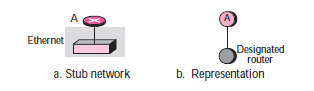 A
Ethernet
a. Stub network
A
Designated
router
b. Representation